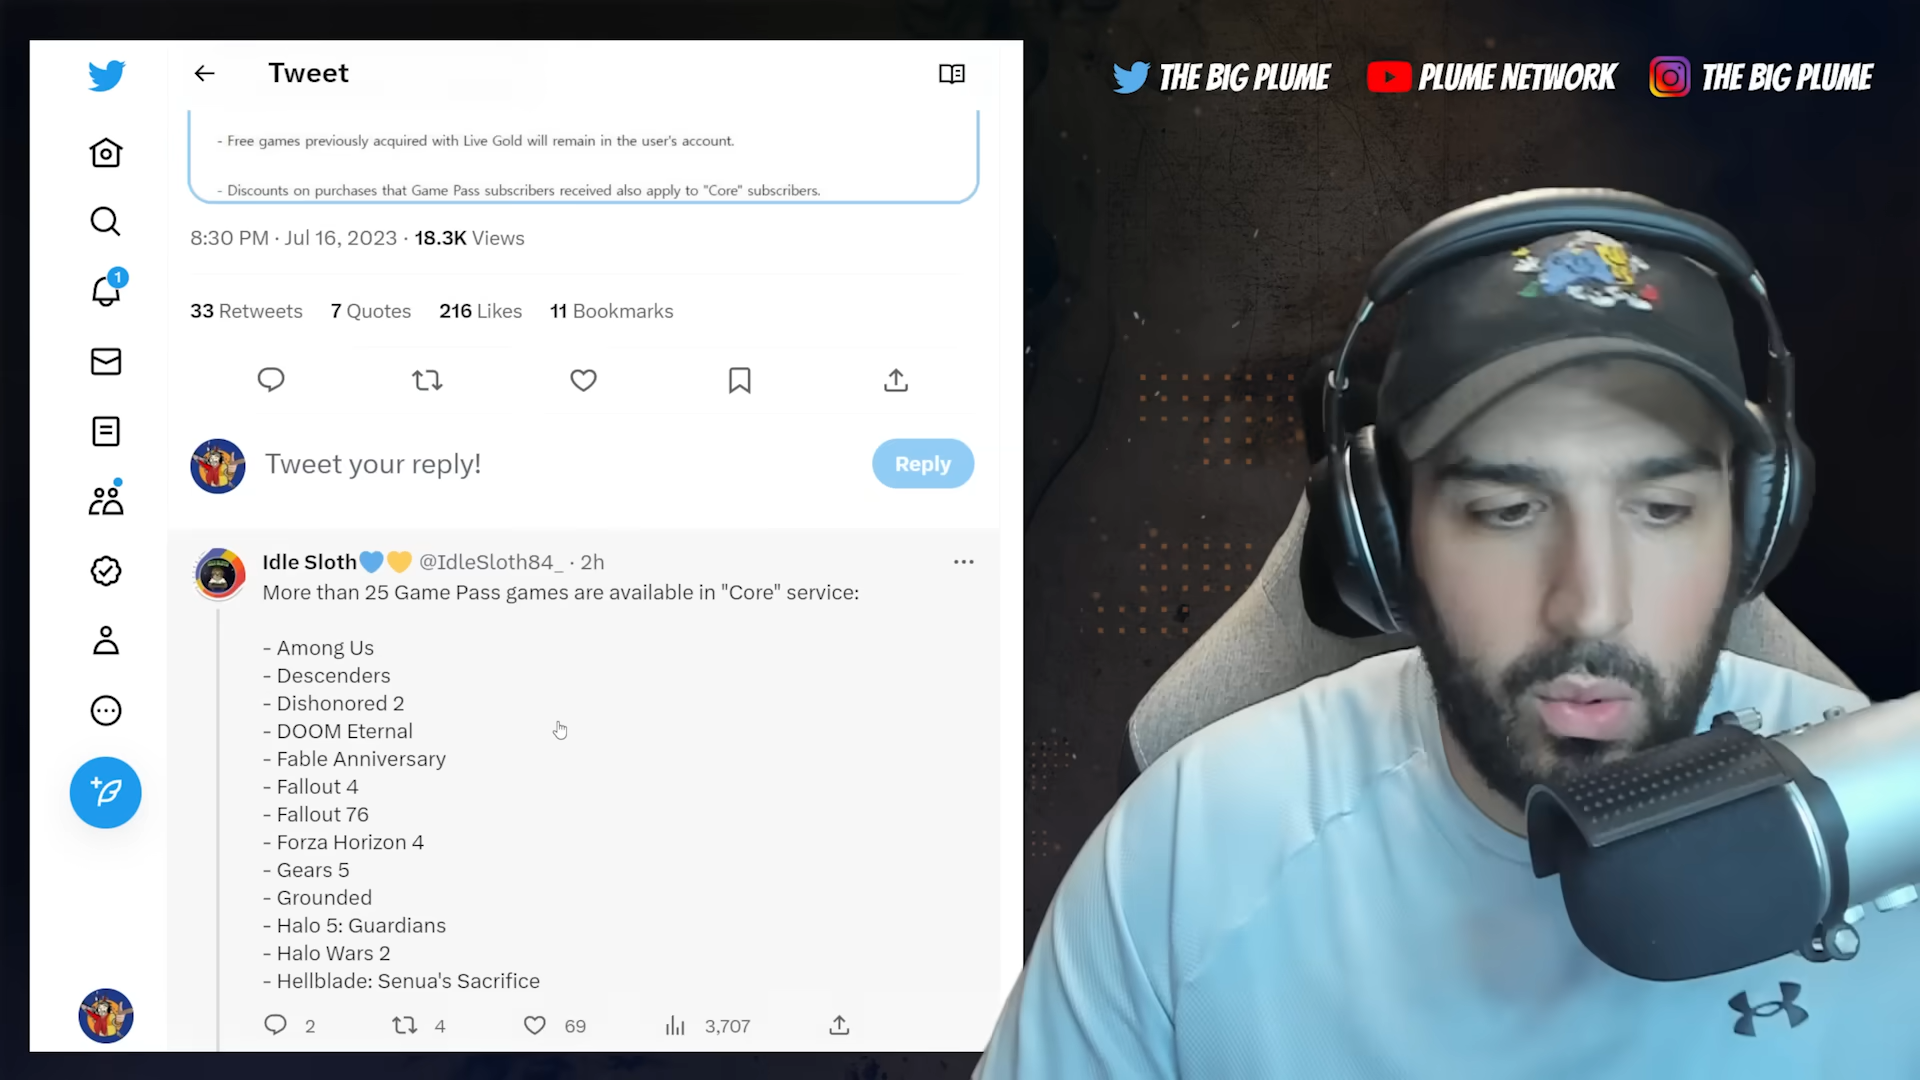 Tweet
- Free games previously acquired with Live Gold will remain in the user's account.
- Discounts on purchases that Game Pass subscribers received also apply to "Core" subscribers.
8:30 PM · Jul 16, 2023 · 18.3K Views
33 Retweets 7 Quotes 216 Likes 11 Bookmarks
Tweet your reply!
Reply
1
Idle Sloth💙💛 @IdleSloth84_ · 2h
More than 25 Game Pass games are available in "Core" service:
- Among Us
- Descenders
- Dishonored 2
- DOOM Eternal
- Fable Anniversary
- Fallout 4
- Fallout 76
- Forza Horizon 4
- Gears 5
- Grounded
- Halo 5: Guardians
- Halo Wars 2
- Hellblade: Senua's Sacrifice
2 4 69 3,707
THE BIG PLUME PLUME NETWORK THE BIG PLUME